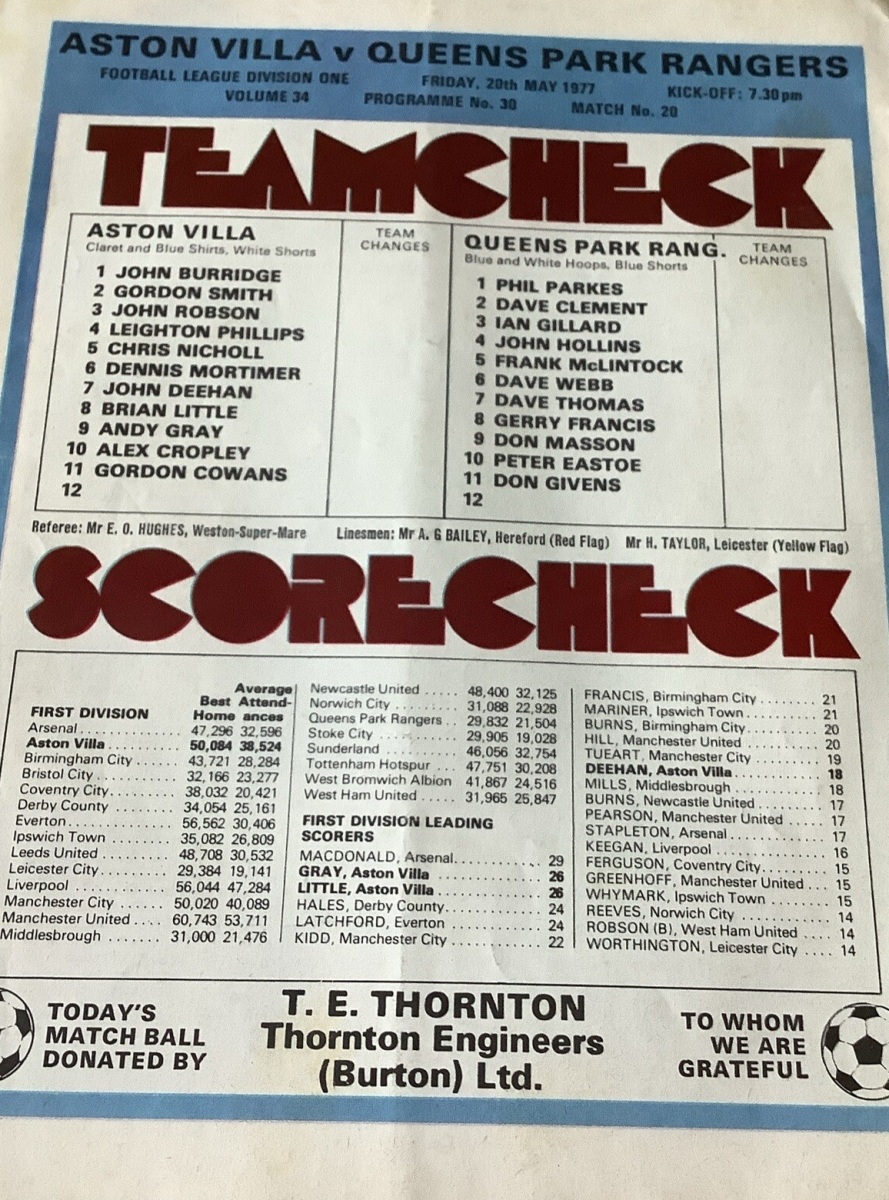 ASTON VILLA v QUEENS PARK RANGERS
FOOTBALL LEAGUE DIVISION ONE FRIDAY, 20th MAY 1977 KICK-OFF: 7.30pm
VOLUME 34 PROGRAMME No. 30 MATCH No. 20
TEAMCHECK
ASTON VILLA
Claret and Blue Shirts, White Shorts
TEAM CHANGES
1 JOHN BURRIDGE
2 GORDON SMITH
3 JOHN ROBSON
4 LEIGHTON PHILLIPS
5 CHRIS NICHOLL
6 DENNIS MORTIMER
7 JOHN DEEHAN
8 BRIAN LITTLE
9 ANDY GRAY
10 ALEX CROPLEY
11 GORDON COWANS
12
QUEENS PARK RANG.
Blue and White Hoops, Blue Shorts
TEAM CHANGES
1 PHIL PARKES
2 DAVE CLEMENT
3 IAN GILLARD
4 JOHN HOLLINS
5 FRANK McLINTOCK
6 DAVE WEBB
7 DAVE THOMAS
8 GERRY FRANCIS
9 DON MASSON
10 PETER EASTOE
11 DON GIVENS
12
Referee: Mr E. O. HUGHES, Weston-Super-Mare Linesmen: Mr A. G BAILEY, Hereford (Red Flag) Mr H. TAYLOR, Leicester (Yellow Flag)
SCORECHECK
Average
Best Attend-
FIRST DIVISION Home ances
Arsenal 47,296 32,596
Aston Villa 50,084 38,524
Birmingham City 43,721 28,284
Bristol City 32,166 23,277
Coventry City 38,032 20,421
Derby County 34,054 25,161
Everton 56,562 30,406
Ipswich Town 35,082 26,809
Leeds United 48,708 30,532
Leicester City 29,384 19,141
Liverpool 56,044 47,284
Manchester City 50,020 40,089
Manchester United 60,743 53,711
Middlesbrough 31,000 21,476
Newcastle United 48,400 32,125
Norwich City 31,088 22,928
Queens Park Rangers 29,832 21,504
Stoke City 29,905 19,028
Sunderland 46,056 32,754
Tottenham Hotspur 47,751 30,208
West Bromwich Albion 41,867 24,516
West Ham United 31,965 25,847
FIRST DIVISION LEADING
SCORERS
MACDONALD, Arsenal 29
GRAY, Aston Villa 26
LITTLE, Aston Villa 26
HALES, Derby County 24
LATCHFORD, Everton 24
KIDD, Manchester City 22
FRANCIS, Birmingham City 21
MARINER, Ipswich Town 21
BURNS, Birmingham City 20
HILL, Manchester United 20
TUEART, Manchester City 19
DEEHAN, Aston Villa 18
MILLS, Middlesbrough 18
BURNS, Newcastle United 17
PEARSON, Manchester United 17
STAPLETON, Arsenal 17
KEEGAN, Liverpool 16
FERGUSON, Coventry City 15
GREENHOFF, Manchester United 15
WHYMARK, Ipswich Town 15
REEVES, Norwich City 14
ROBSON (B), West Ham United 14
WORTHINGTON, Leicester City 14
TODAY'S
MATCH BALL
DONATED BY
T. E. THORNTON
Thornton Engineers
(Burton) Ltd.
TO WHOM
WE ARE
GRATEFUL